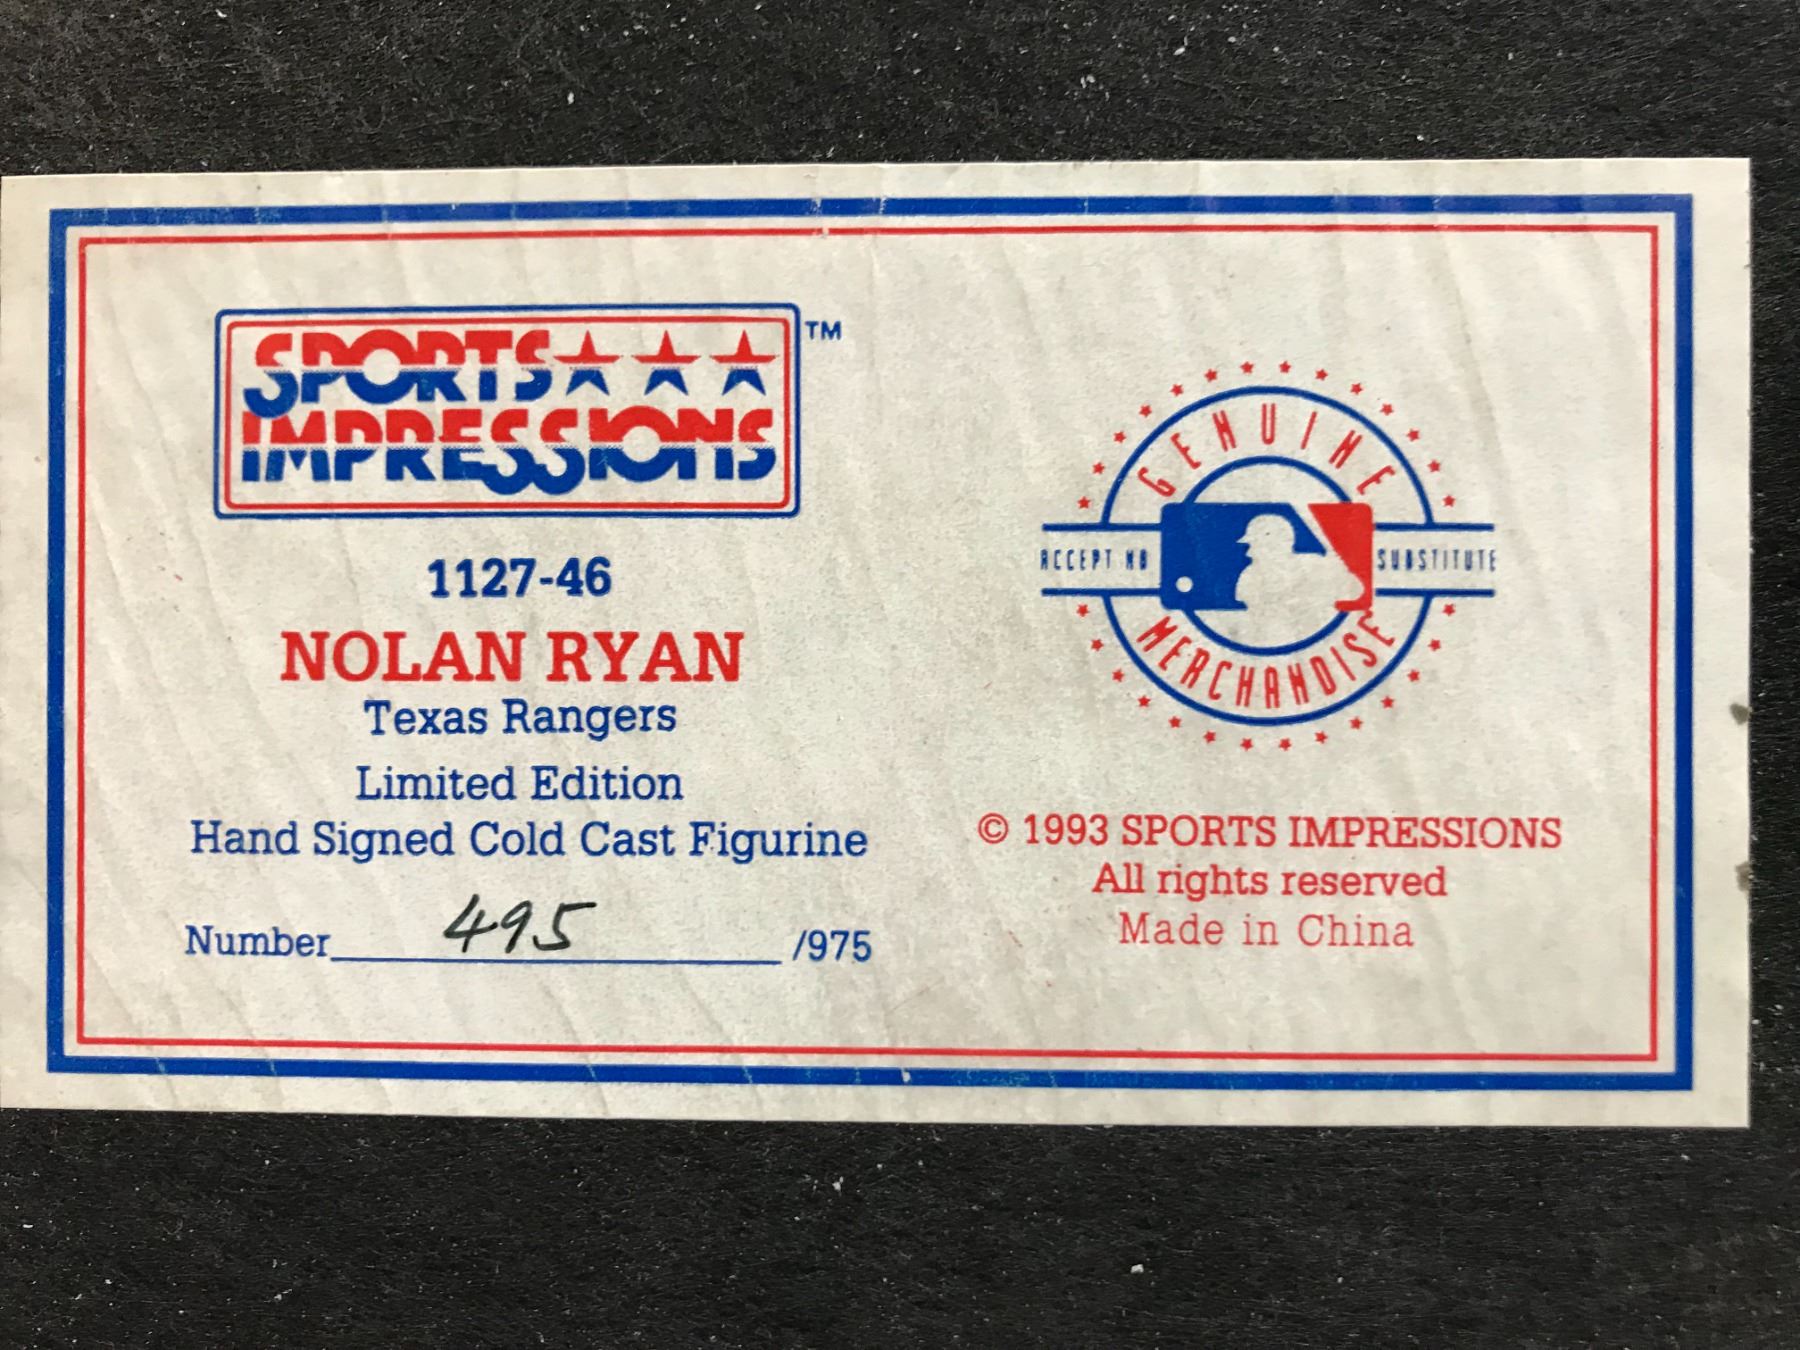 SPORTS
IMPRESSIONS
TM
1127-46
NOLAN RYAN
Texas Rangers
Limited Edition
Hand Signed Cold Cast Figurine
Number 495 /975
GENUINE
ACCEPT NO SUBSTITUTE
MERCHANDISE
© 1993 SPORTS IMPRESSIONS
All rights reserved
Made in China